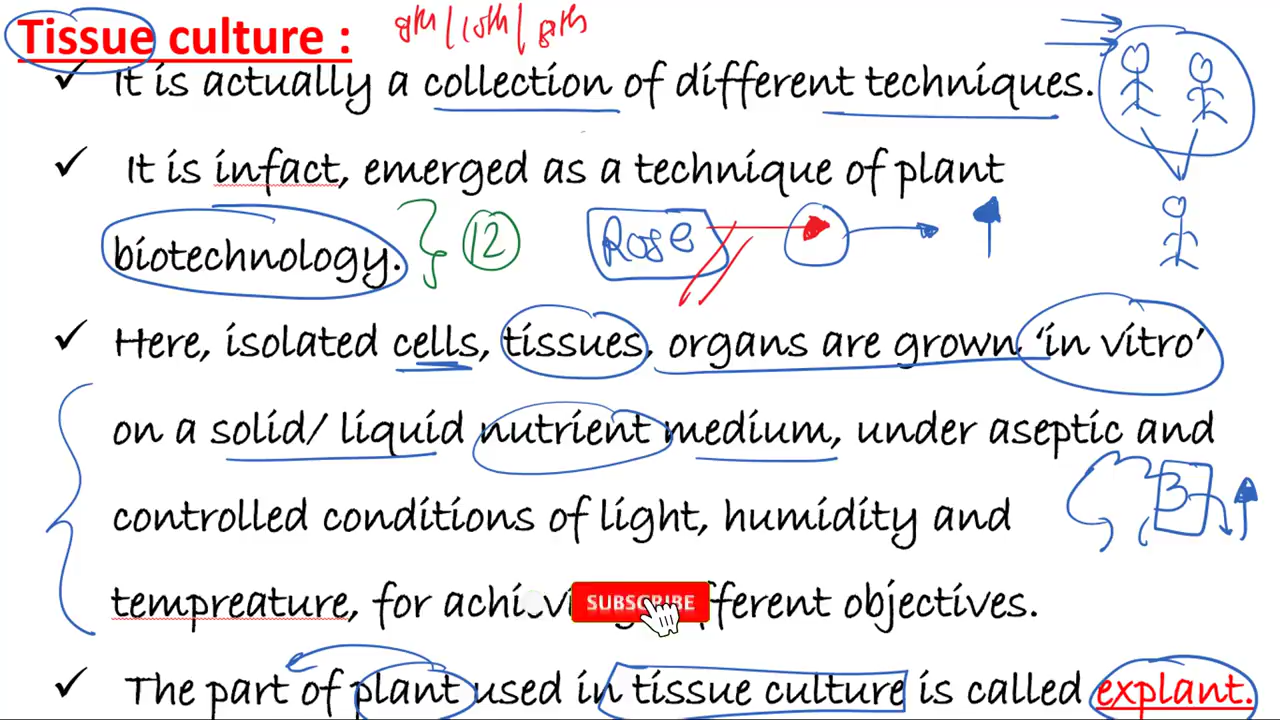 Tissue culture :
It is actually a collection of different techniques.
It is infact, emerged as a technique of plant
biotechnology.
12
Rose
Here, isolated cells, tissues, organs are grown 'in vitro'
on a solid/ liquid nutrient medium, under aseptic and
controlled conditions of light, humidity and
tempreature, for achi
SUBSCRIBE
fferent objectives.
The part of plant used in tissue culture is called explant.